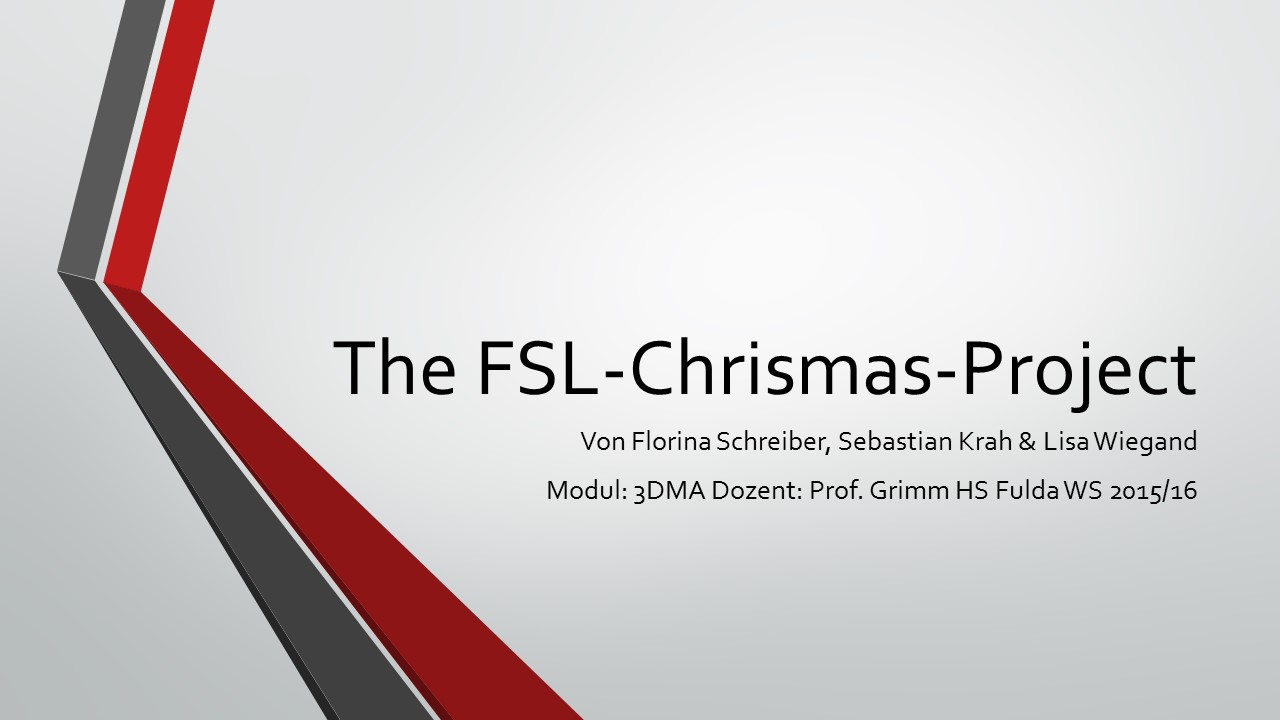 The FSL-Chrismas-Project
Von Florina Schreiber, Sebastian Krah & Lisa Wiegand
Modul: 3DMA Dozent: Prof. Grimm HS Fulda WS 2015/16